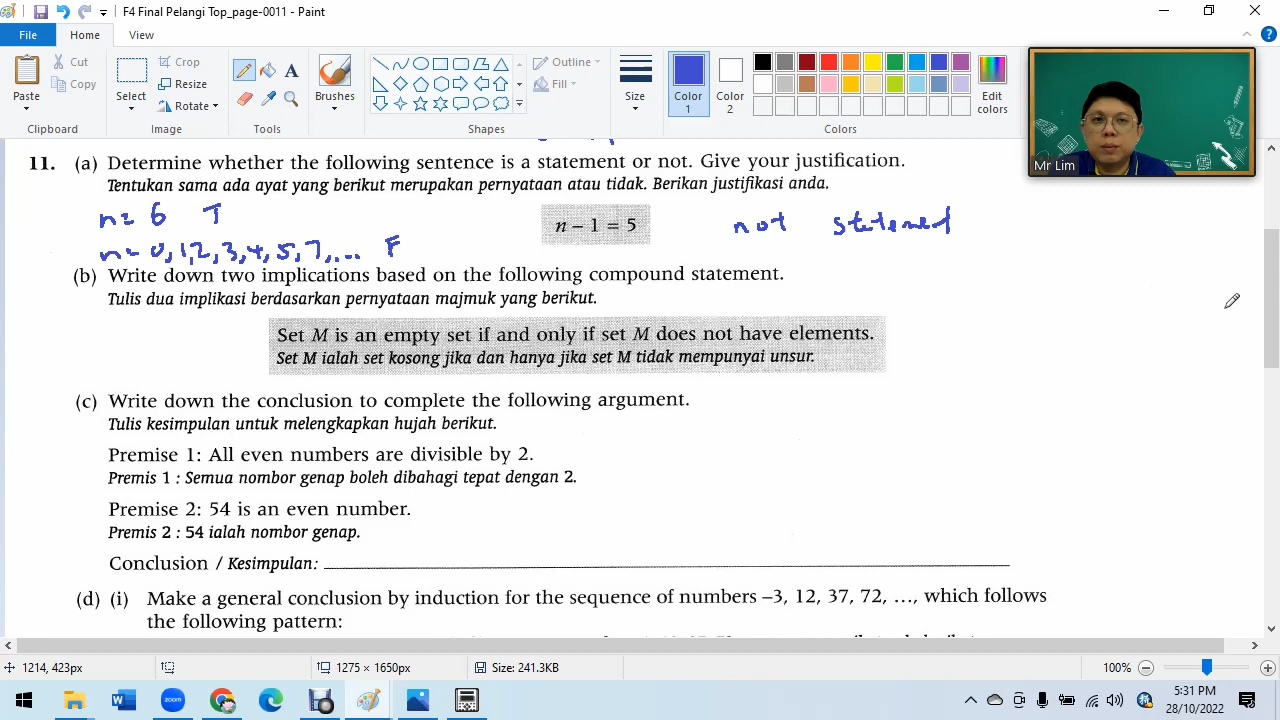 F4 Final Pelangi Top_page-0011 - Paint
File Home View
Paste Cut Copy Clipboard
Select Crop Resize Rotate Image
A Tools
Brushes
Shapes Outline Fill
Size
Color 1 Color 2 Edit colors Colors
Mr Lim
11. (a) Determine whether the following sentence is a statement or not. Give your justification.
Tentukan sama ada ayat yang berikut merupakan pernyataan atau tidak. Berikan justifikasi anda.
n = 6 T
n − 1 = 5 not statement
n = 0,1,2,3,4,5,7,... F
(b) Write down two implications based on the following compound statement.
Tulis dua implikasi berdasarkan pernyataan majmuk yang berikut.
Set M is an empty set if and only if set M does not have elements.
Set M ialah set kosong jika dan hanya jika set M tidak mempunyai unsur.
(c) Write down the conclusion to complete the following argument.
Tulis kesimpulan untuk melengkapkan hujah berikut.
Premise 1: All even numbers are divisible by 2.
Premis 1 : Semua nombor genap boleh dibahagi tepat dengan 2.
Premise 2: 54 is an even number.
Premis 2 : 54 ialah nombor genap.
Conclusion / Kesimpulan:
(d) (i) Make a general conclusion by induction for the sequence of numbers –3, 12, 37, 72, …, which follows
the following pattern:
1214, 423px 1275 × 1650px Size: 241.3KB 100%
zoom 5:31 PM
28/10/2022